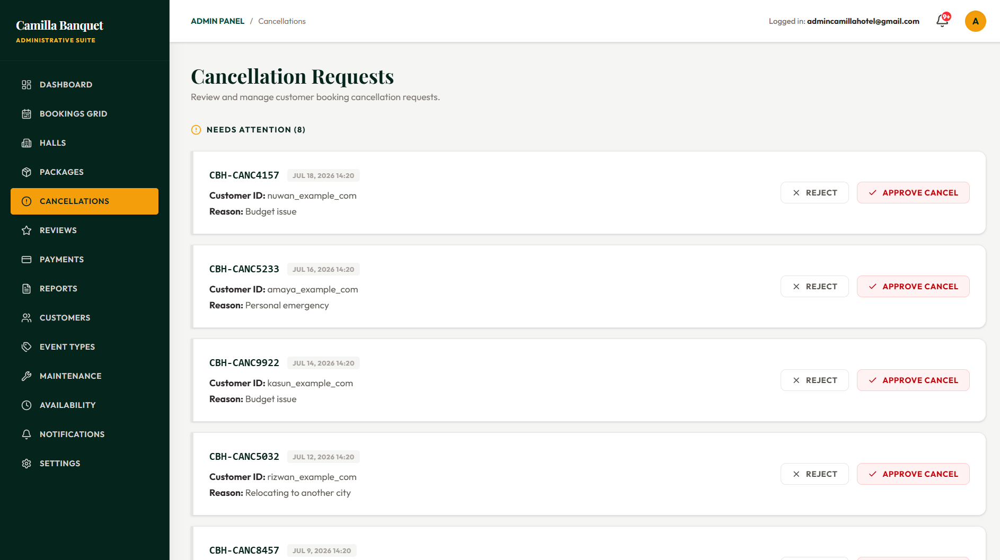 Camilla Banquet
ADMINISTRATIVE SUITE
DASHBOARD
BOOKINGS GRID
HALLS
PACKAGES
CANCELLATIONS
REVIEWS
PAYMENTS
REPORTS
CUSTOMERS
EVENT TYPES
MAINTENANCE
AVAILABILITY
NOTIFICATIONS
SETTINGS
ADMIN PANEL / Cancellations
Logged in: admincamillahotel@gmail.com
9+
A
Cancellation Requests
Review and manage customer booking cancellation requests.
NEEDS ATTENTION (8)
CBH-CANC4157 JUL 18, 2026 14:20
Customer ID: nuwan_example_com
Reason: Budget issue
REJECT APPROVE CANCEL
CBH-CANC5233 JUL 16, 2026 14:20
Customer ID: amaya_example_com
Reason: Personal emergency
REJECT APPROVE CANCEL
CBH-CANC9922 JUL 14, 2026 14:20
Customer ID: kasun_example_com
Reason: Budget issue
REJECT APPROVE CANCEL
CBH-CANC5032 JUL 12, 2026 14:20
Customer ID: rizwan_example_com
Reason: Relocating to another city
REJECT APPROVE CANCEL
CBH-CANC8457 JUL 9, 2026 14:20